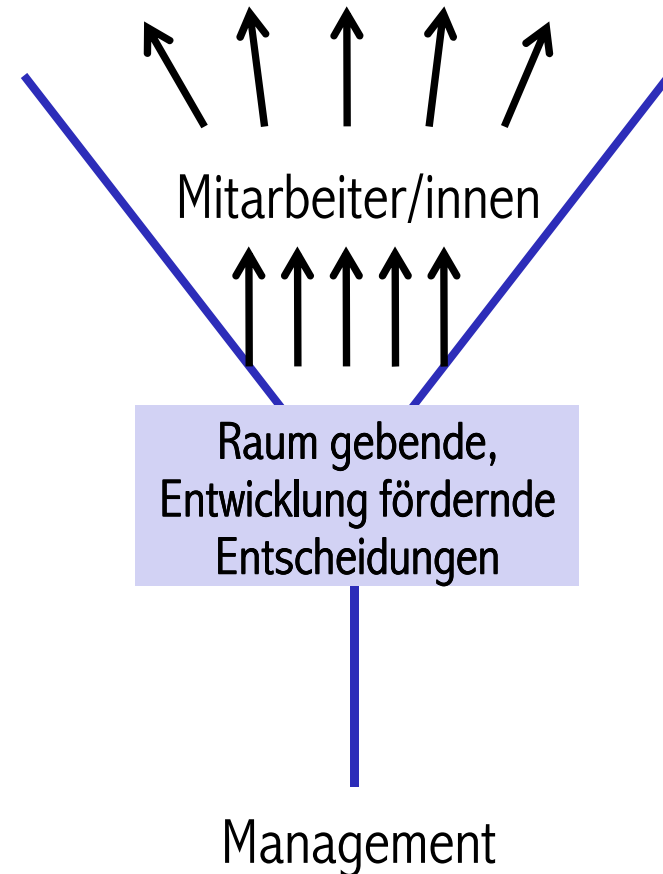 Mitarbeiter/innen
Raum gebende,
Entwicklung fördernde
Entscheidungen
Management